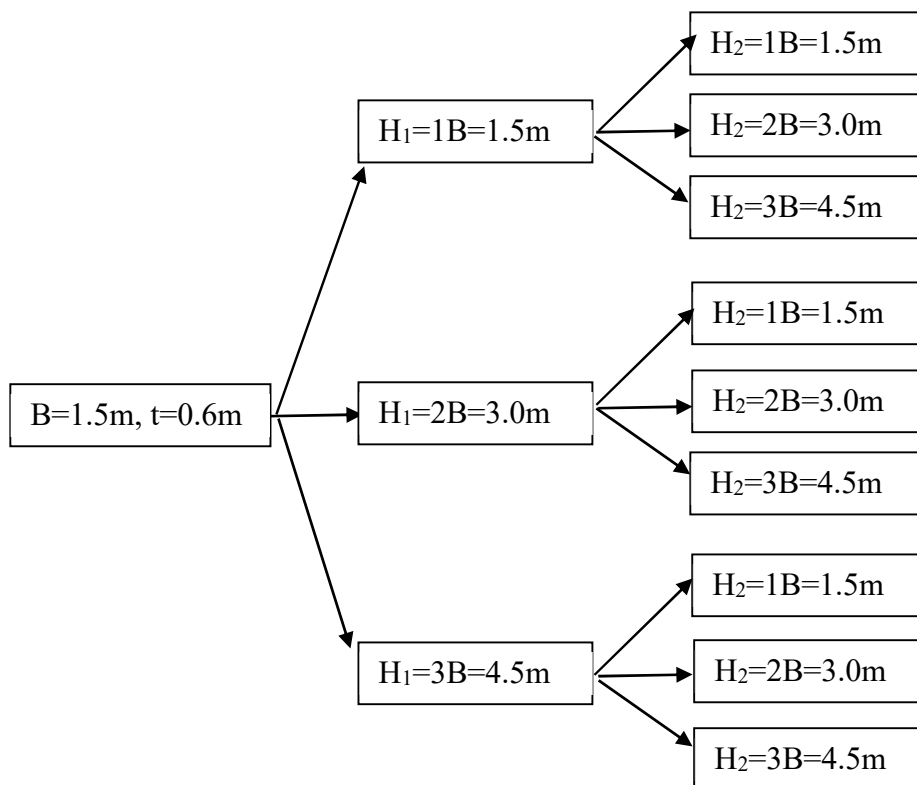 B=1.5m, t=0.6m
H₁=1B=1.5m
H₂=1B=1.5m
H₂=2B=3.0m
H₂=3B=4.5m
H₁=2B=3.0m
H₂=1B=1.5m
H₂=2B=3.0m
H₂=3B=4.5m
H₁=3B=4.5m
H₂=1B=1.5m
H₂=2B=3.0m
H₂=3B=4.5m